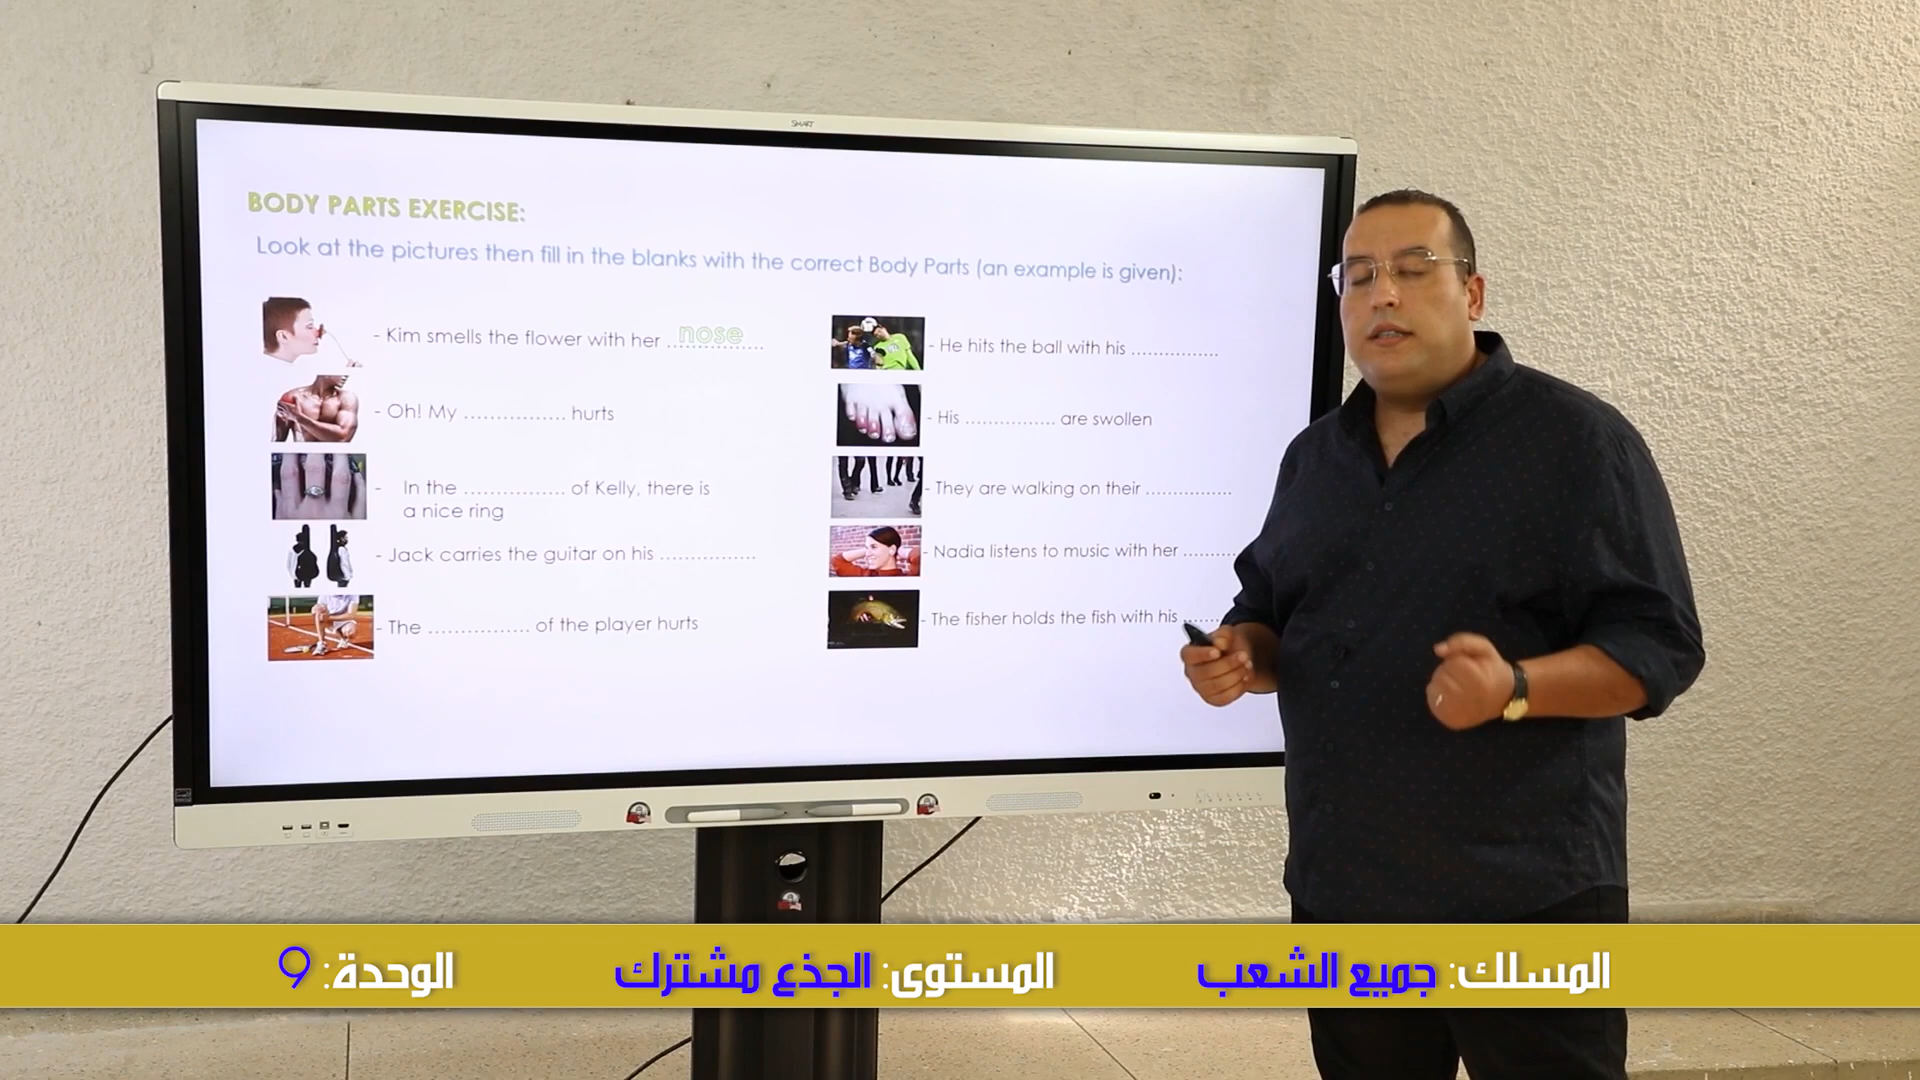 SMART
BODY PARTS EXERCISE:
Look at the pictures then fill in the blanks with the correct Body Parts (an example is given):
- Kim smells the flower with her ...nose...
- Oh! My ................ hurts
- In the ................ of Kelly, there is
a nice ring
- Jack carries the guitar on his ...............
- The ................ of the player hurts
- He hits the ball with his ...............
- His ............... are swollen
- They are walking on their ...............
- Nadia listens to music with her .........
- The fisher holds the fish with his ......
المسلك: جميع الشعب
المستوى: الجذع مشترك
الوحدة: 9